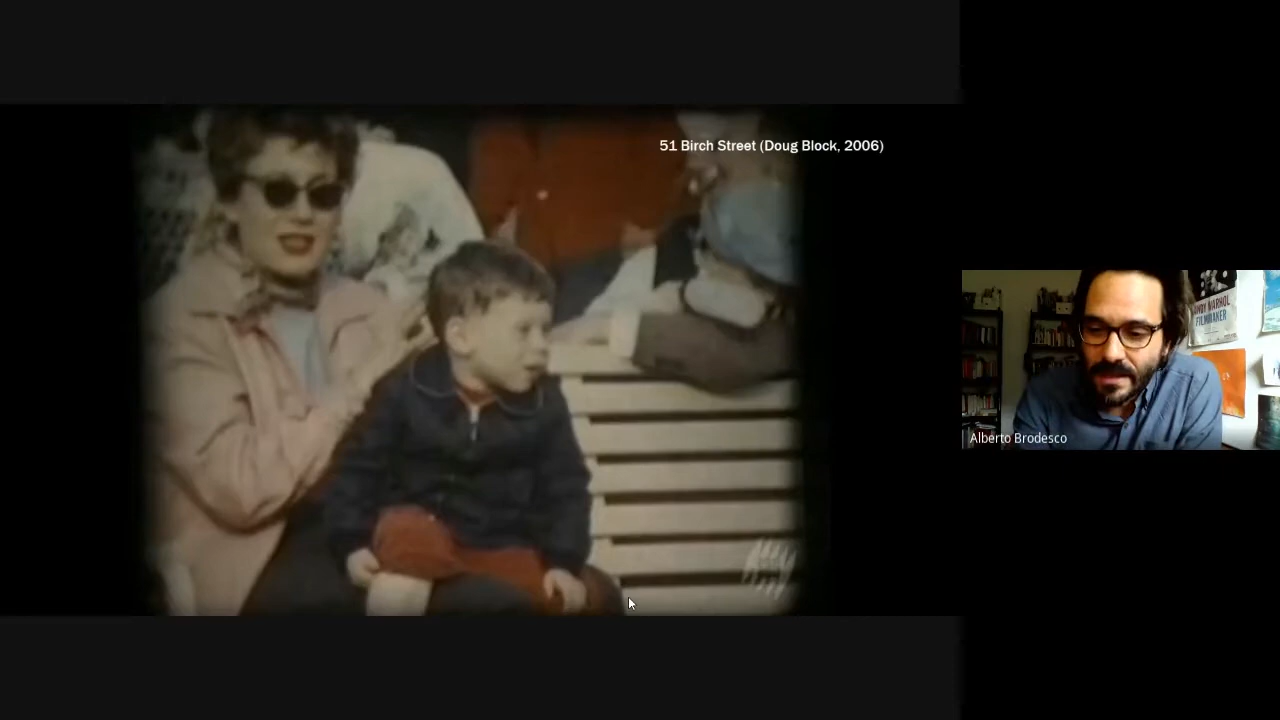 51 Birch Street (Doug Block, 2006)
ANDY WARHOL
FILMMAKER
Alberto Brodesco